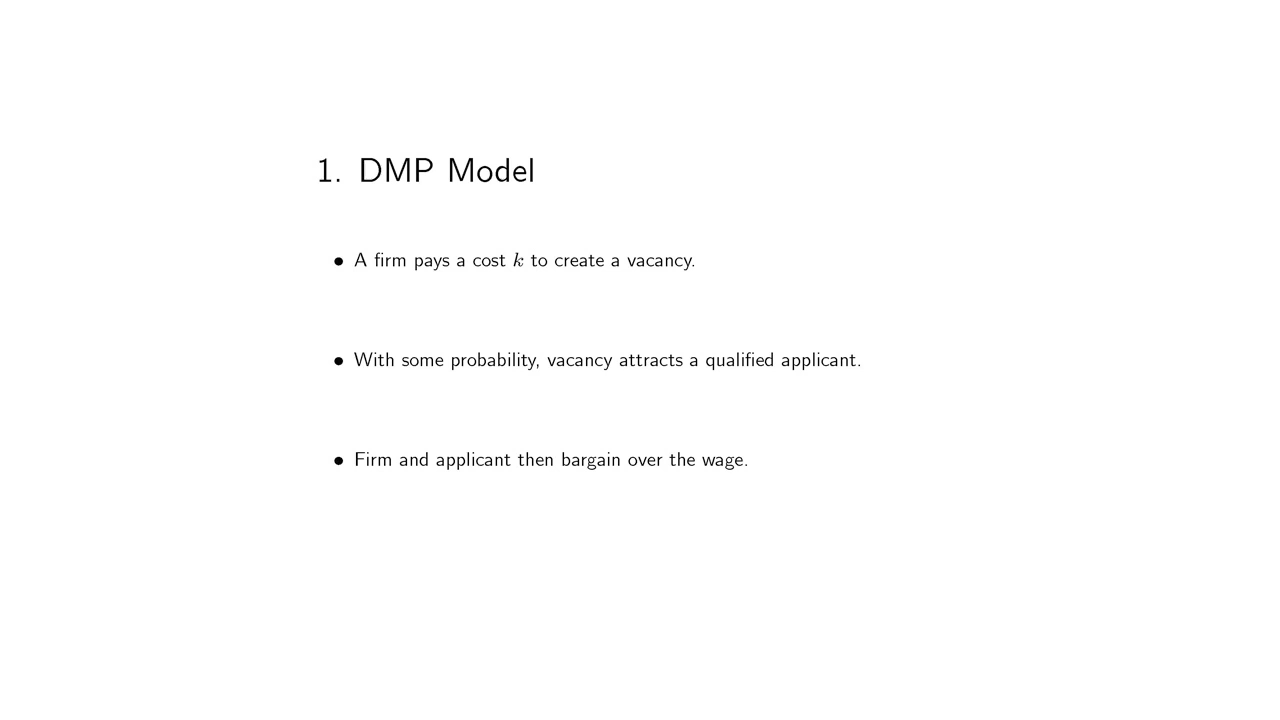 1. DMP Model
• A firm pays a cost k to create a vacancy.
• With some probability, vacancy attracts a qualified applicant.
• Firm and applicant then bargain over the wage.